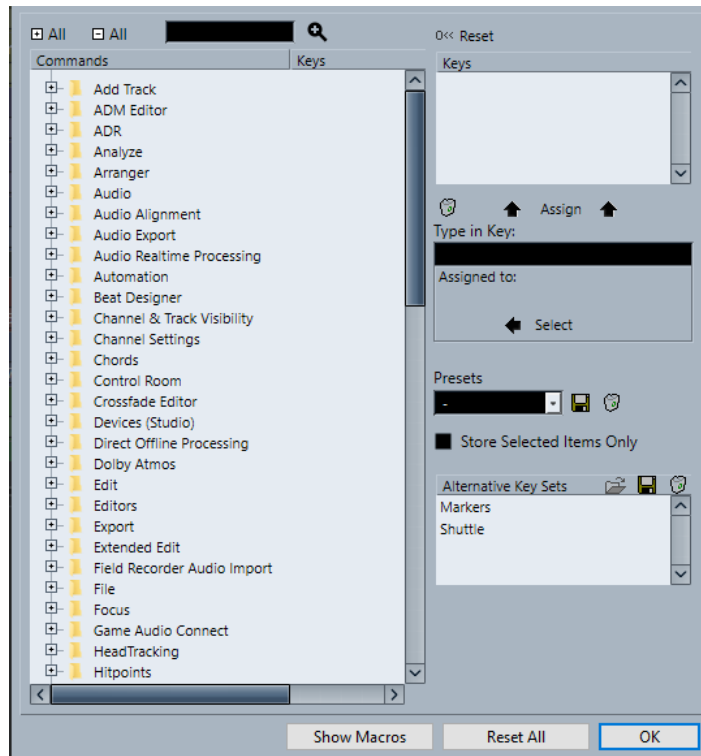 All
All
0<< Reset
Commands
Keys
Add Track
ADM Editor
ADR
Analyze
Arranger
Audio
Audio Alignment
Audio Export
Audio Realtime Processing
Automation
Beat Designer
Channel & Track Visibility
Channel Settings
Chords
Control Room
Crossfade Editor
Devices (Studio)
Direct Offline Processing
Dolby Atmos
Edit
Editors
Export
Extended Edit
Field Recorder Audio Import
File
Focus
Game Audio Connect
HeadTracking
Hitpoints
Keys
Assign
Type in Key:
Assigned to:
Select
Presets
-
Store Selected Items Only
Alternative Key Sets
Markers
Shuttle
Show Macros
Reset All
OK